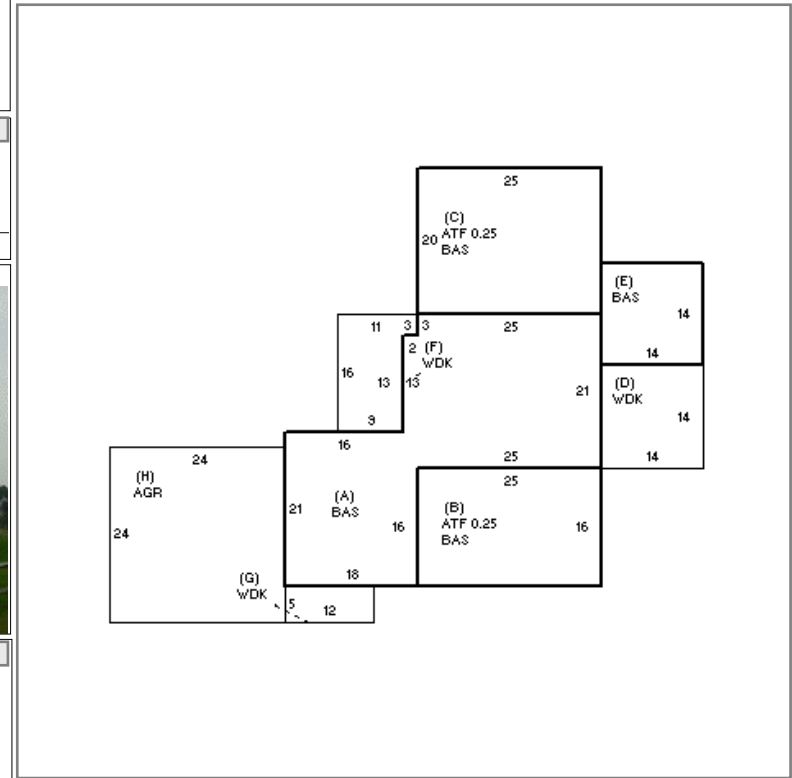 25
(C)
20 ATF 0.25
BAS
(E)
BAS
14
14
11 3 3 25
2 (F)
WDK
16 13 13
9
21
(D)
WDK
14
14
16
25
24
(H)
AGR
24
21 (A)
BAS
16
18
25
(B)
ATF 0.25
BAS
16
(G)
WDK
5
12